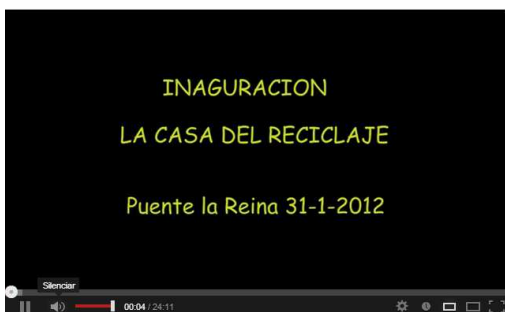 INAGURACION
LA CASA DEL RECICLAJE
Puente la Reina 31-1-2012
Silenciar
00:04 / 24:11